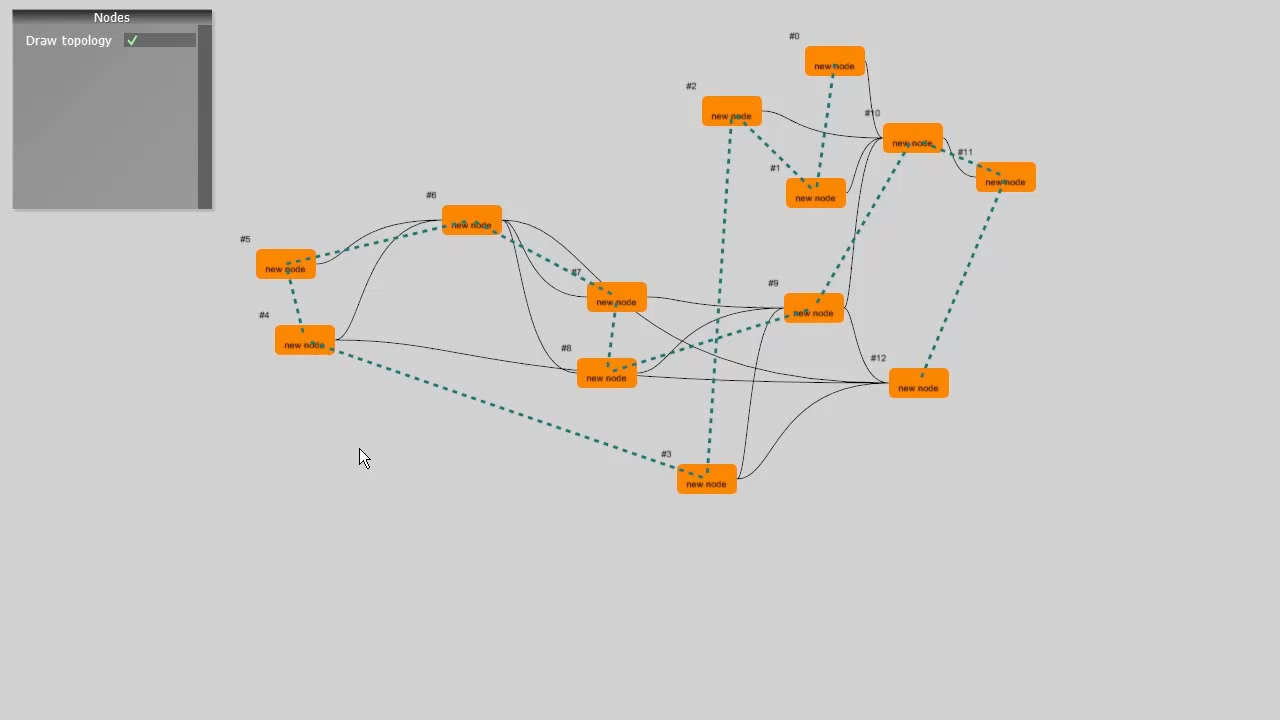 Nodes
Draw topology
#0
new node
#2
new node
#10
new node
#11
new node
#1
new node
#6
new node
#5
new node
#7
new node
#9
new node
#4
new node
#8
new node
#12
new node
#3
new node